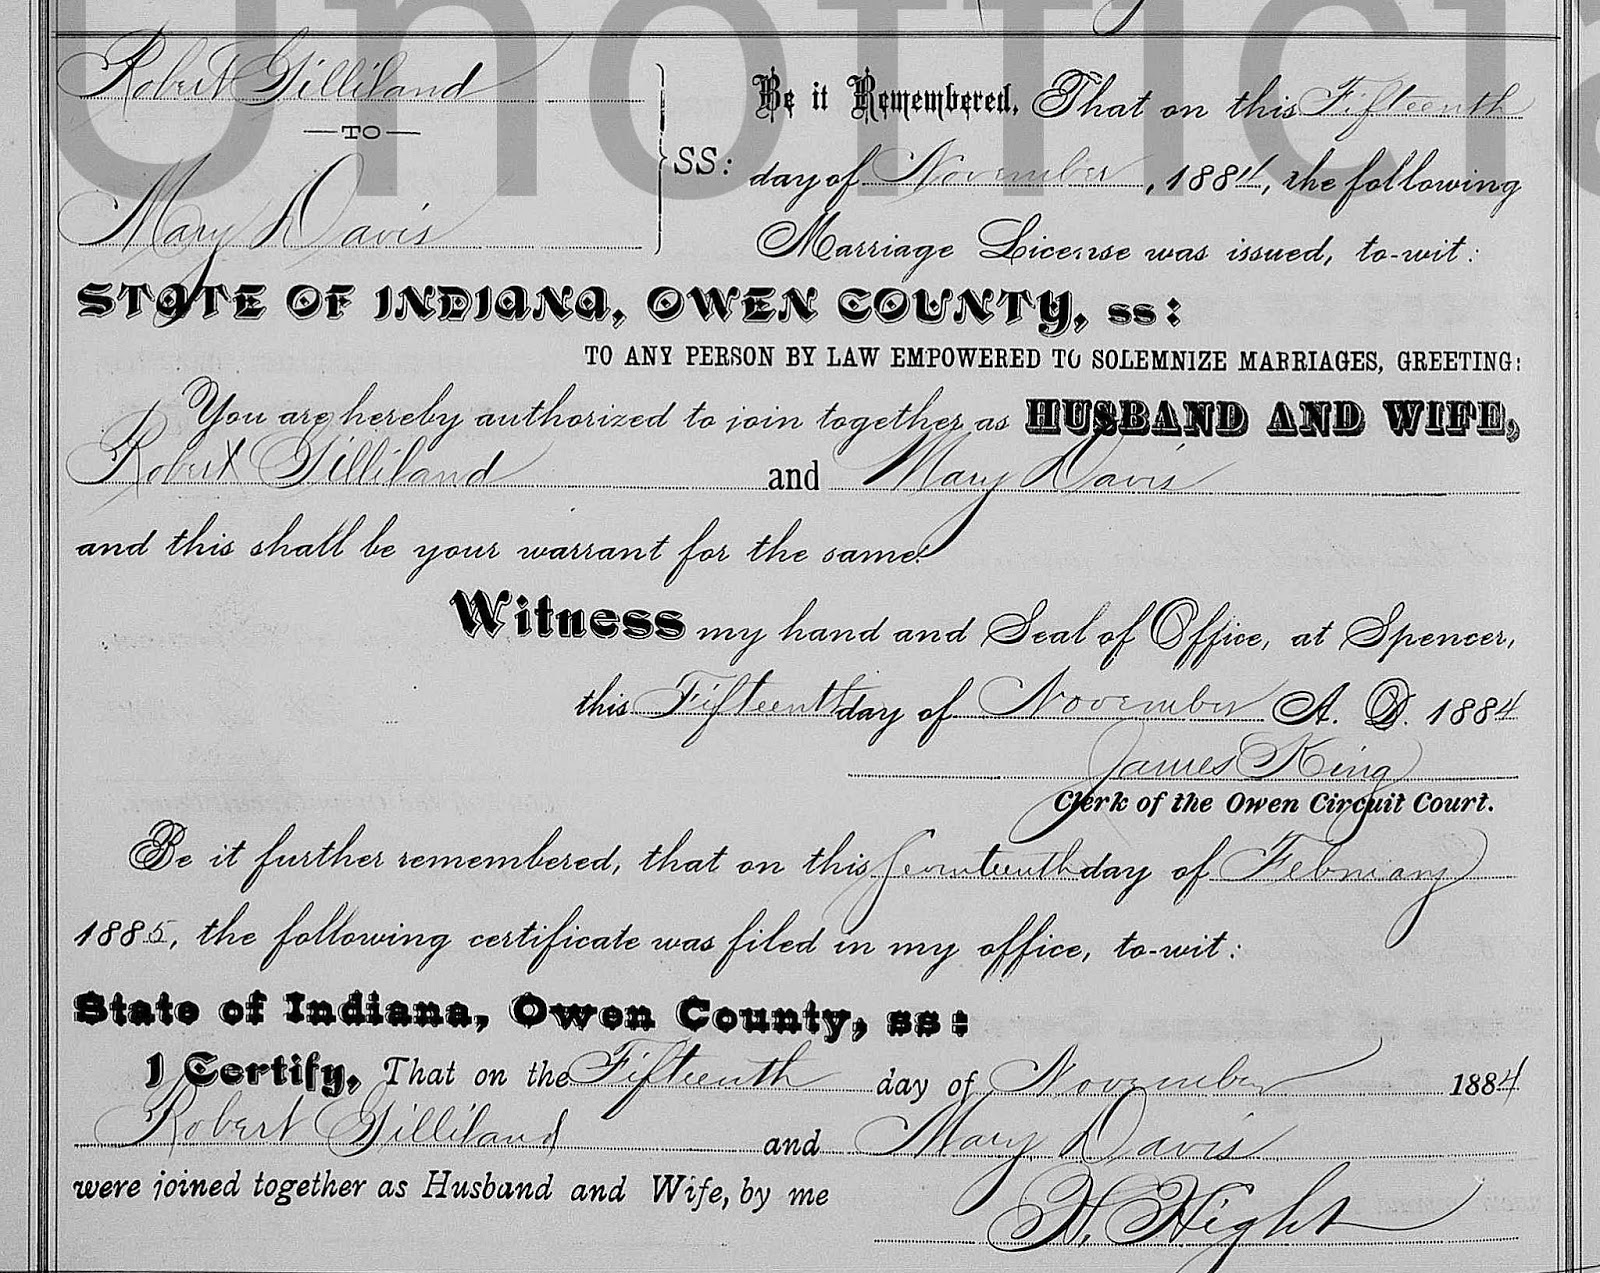 Unofficia
Robert Gilliland
—TO—
Mary Davis
SS:
Be it Remembered, That on this Fifteenth
day of November, 1884, the following
Marriage License was issued, to-wit:
STATE OF INDIANA, OWEN COUNTY, ss:
TO ANY PERSON BY LAW EMPOWERED TO SOLEMNIZE MARRIAGES, GREETING:
You are hereby authorized to join together as HUSBAND AND WIFE,
Robert Gilliland and Mary Davis
and this shall be your warrant for the same.
Witness my hand and Seal of Office, at Spencer,
this Fifteenth day of November A. D. 1884
James King
Clerk of the Owen Circuit Court.
Be it further remembered, that on this Seventeenth day of February
1885, the following certificate was filed in my office, to-wit:
State of Indiana, Owen County, ss:
I Certify, That on the Fifteenth day of November 1884
Robert Gilliland and Mary Davis
were joined together as Husband and Wife, by me
H. Hight